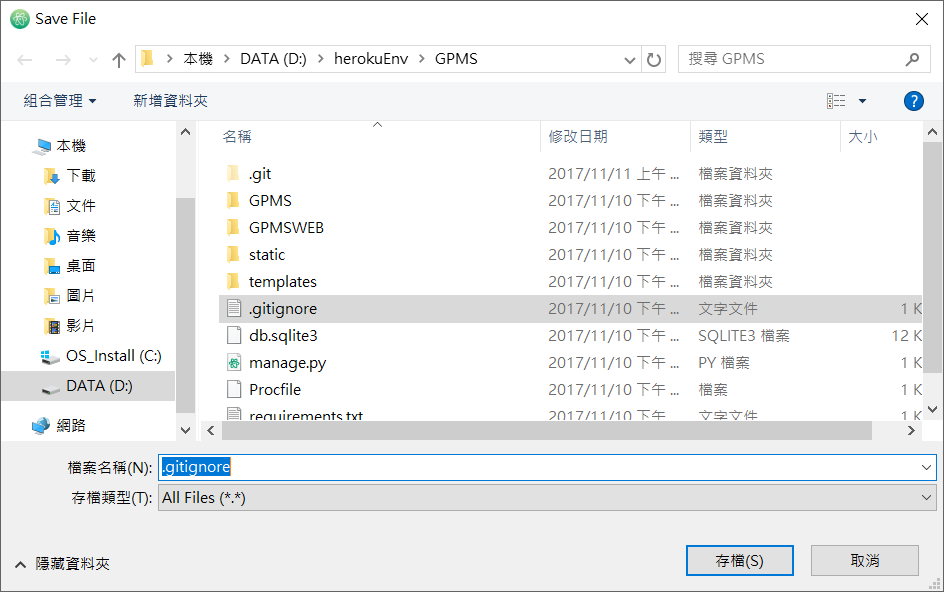 Save File
本機 DATA (D:) herokuEnv GPMS 搜尋 GPMS
組合管理 新增資料夾
本機
下載
文件
音樂
桌面
圖片
影片
OS_Install (C:)
DATA (D:)
網路
名稱 修改日期 類型 大小
.git 2017/11/11 上午 ... 檔案資料夾
GPMS 2017/11/10 下午 ... 檔案資料夾
GPMSWEB 2017/11/10 下午 ... 檔案資料夾
static 2017/11/10 下午 ... 檔案資料夾
templates 2017/11/10 下午 ... 檔案資料夾
.gitignore 2017/11/10 下午 ... 文字文件 1 K
db.sqlite3 2017/11/10 下午 ... SQLITE3 檔案 12 K
manage.py 2017/11/10 下午 ... PY 檔案 1 K
Procfile 2017/11/10 下午 ... 檔案 1 K
requirements.txt 2017/11/10 下午 ... 文字文件 1 K
檔案名稱(N): .gitignore
存檔類型(T): All Files (*.*)
隱藏資料夾 存檔(S) 取消